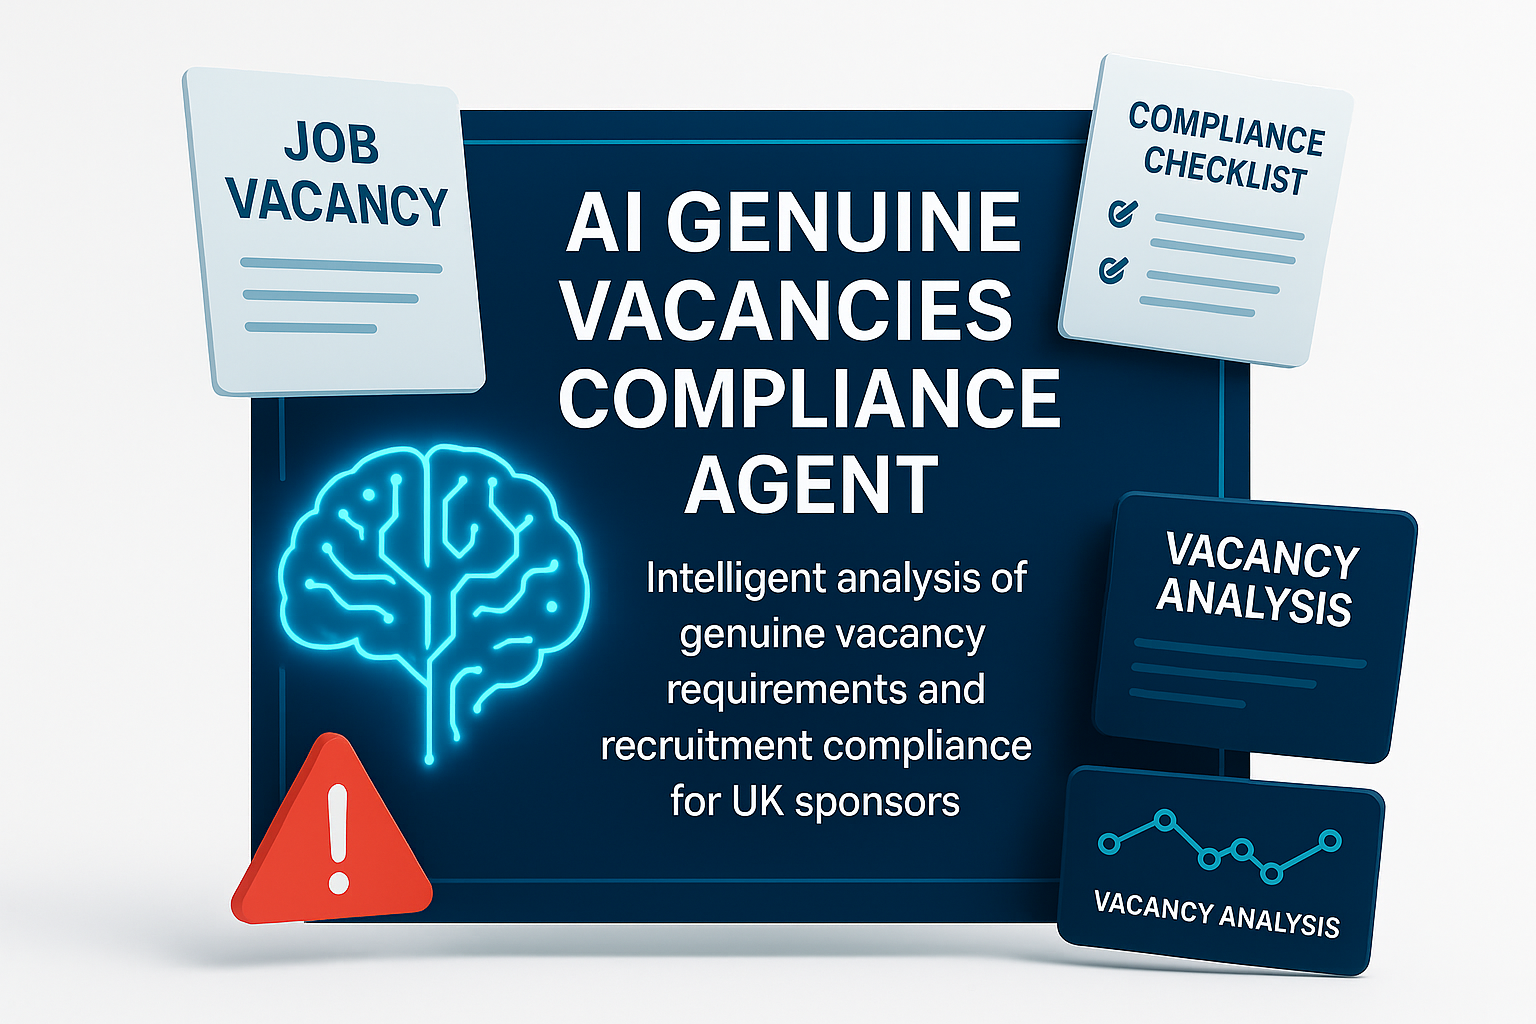 JOB
VACANCY
AI GENUINE
VACANCIES
COMPLIANCE
AGENT
Intelligent analysis of
genuine vacancy
requirements and
recruitment compliance
for UK sponsors
COMPLIANCE
CHECKLIST
VACANCY
ANALYSIS
VACANCY ANALYSIS